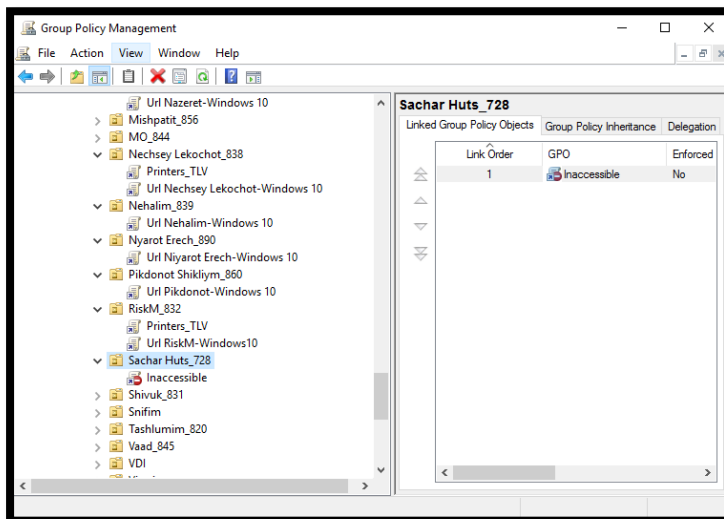 Group Policy Management
File Action View Window Help
Url Nazeret-Windows 10
Mishpatit_856
MO_844
Nechsey Lekochot_838
Printers_TLV
Url Nechsey Lekochot-Windows 10
Nehalim_839
Url Nehalim-Windows 10
Nyarot Erech_890
Url Niyarot Erech-Windows 10
Pikdonot Shikliym_860
Url Pikdonot-Windows 10
RiskM_832
Printers_TLV
Url RiskM-Windows10
Sachar Huts_728
Inaccessible
Shivuk_831
Snifim
Tashlumim_820
Vaad_845
VDI
Sachar Huts_728
Linked Group Policy Objects Group Policy Inheritance Delegation
Link Order GPO Enforced
1 Inaccessible No